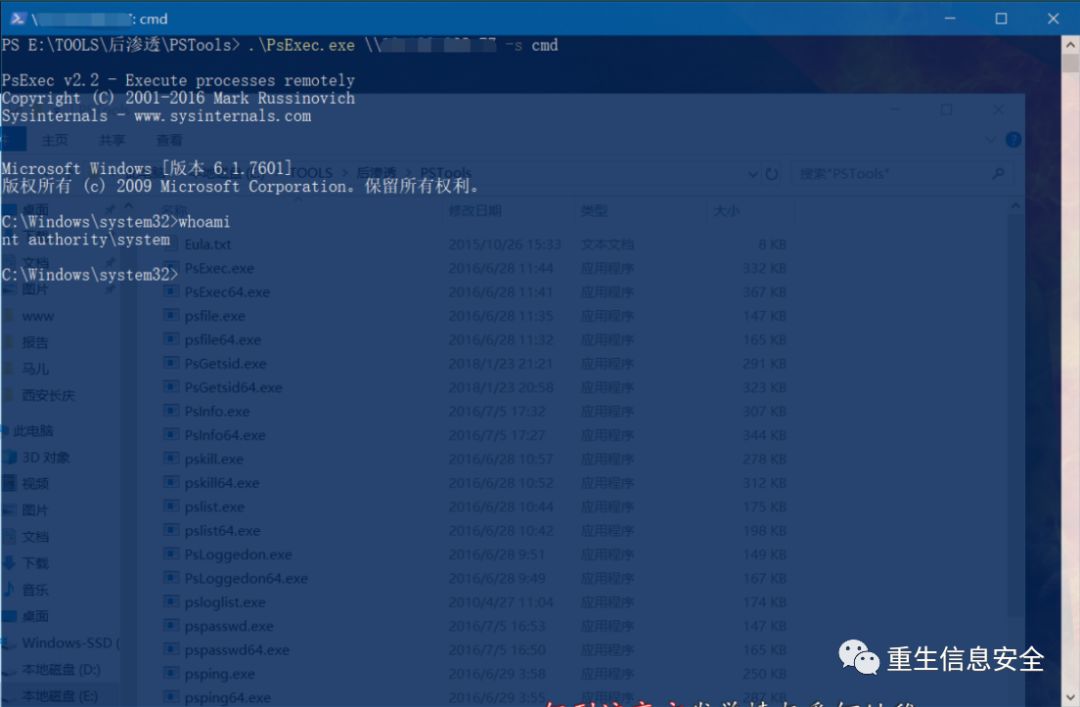 : cmd
PS E:\TOOLS\后渗透\PSTools> .\PsExec.exe \\ -s cmd
PsExec v2.2 - Execute processes remotely
Copyright (C) 2001-2016 Mark Russinovich
Sysinternals - www.sysinternals.com
主页 共享 查看
Microsoft Windows [版本 6.1.7601]
TOOLS > 后渗透 > PSTools 搜索"PSTools"
版权所有 (c) 2009 Microsoft Corporation。保留所有权利。
桌面 名称 修改日期 类型 大小
C:\Windows\system32>whoami
nt authority\system
Eula.txt 2015/10/26 15:33 文本文档 8 KB
文档
PsExec.exe 2016/6/28 11:44 应用程序 332 KB
C:\Windows\system32>
图片
PsExec64.exe 2016/6/28 11:41 应用程序 367 KB
www
psfile.exe 2016/6/28 11:35 应用程序 147 KB
报告
psfile64.exe 2016/6/28 11:32 应用程序 165 KB
马儿
PsGetsid.exe 2018/1/23 21:21 应用程序 291 KB
西安长庆
PsGetsid64.exe 2018/1/23 20:58 应用程序 323 KB
PsInfo.exe 2016/7/5 17:32 应用程序 307 KB
此电脑
PsInfo64.exe 2016/7/5 17:27 应用程序 344 KB
3D 对象
pskill.exe 2016/6/28 10:57 应用程序 278 KB
视频
pskill64.exe 2016/6/28 10:52 应用程序 312 KB
图片
pslist.exe 2016/6/28 10:44 应用程序 175 KB
文档
pslist64.exe 2016/6/28 10:42 应用程序 198 KB
下载
PsLoggedon.exe 2016/6/28 9:51 应用程序 149 KB
音乐
PsLoggedon64.exe 2016/6/28 9:49 应用程序 167 KB
桌面
psloglist.exe 2010/4/27 11:04 应用程序 174 KB
pspasswd.exe 2016/7/5 16:53 应用程序 147 KB
Windows-SSD (
pspasswd64.exe 2016/7/5 16:50 应用程序 165 KB
本地磁盘 (D:)
psping.exe 2016/6/29 3:58 应用程序 250 KB
本地磁盘 (E:)
psping64.exe 2016/6/29 3:55 应用程序 287 KB
重生信息安全